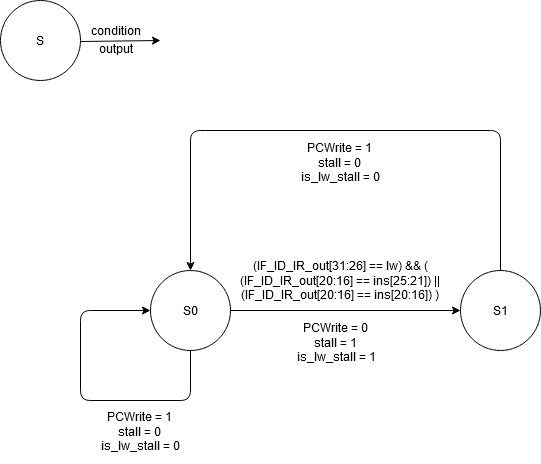 S
condition
output
PCWrite = 1
stall = 0
is_lw_stall = 0
(IF_ID_IR_out[31:26] == lw) && (
(IF_ID_IR_out[20:16] == ins[25:21]) ||
(IF_ID_IR_out[20:16] == ins[20:16]) )
S0
S1
PCWrite = 0
stall = 1
is_lw_stall = 1
PCWrite = 1
stall = 0
is_lw_stall = 0